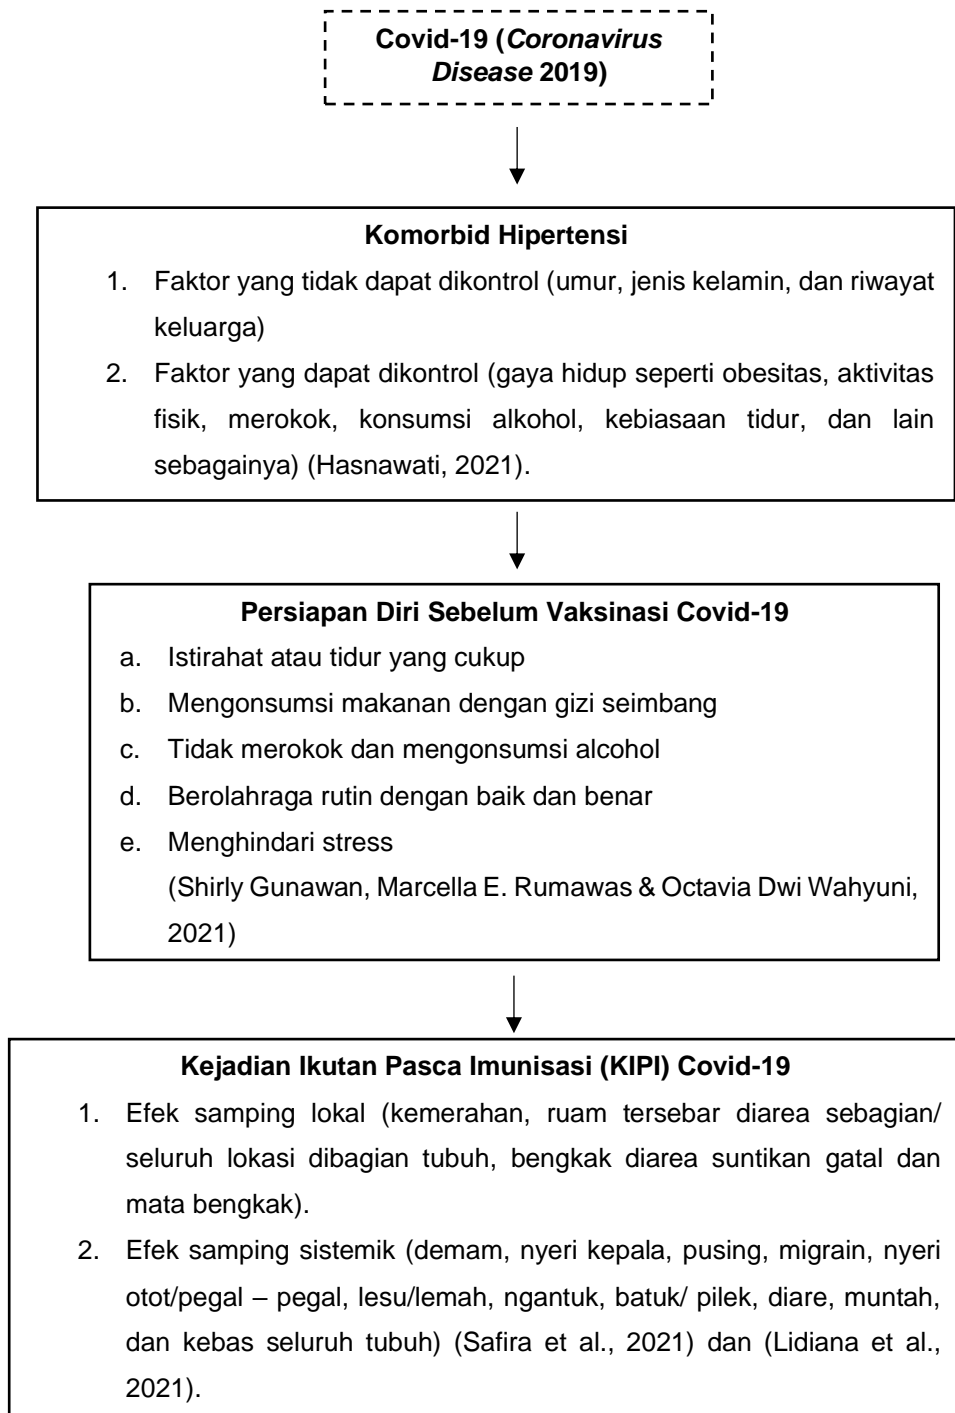 Covid-19 (Coronavirus
Disease 2019)
Komorbid Hipertensi
1. Faktor yang tidak dapat dikontrol (umur, jenis kelamin, dan riwayat
keluarga)
2. Faktor yang dapat dikontrol (gaya hidup seperti obesitas, aktivitas
fisik, merokok, konsumsi alkohol, kebiasaan tidur, dan lain
sebagainya) (Hasnawati, 2021).
Persiapan Diri Sebelum Vaksinasi Covid-19
a. Istirahat atau tidur yang cukup
b. Mengonsumsi makanan dengan gizi seimbang
c. Tidak merokok dan mengonsumsi alcohol
d. Berolahraga rutin dengan baik dan benar
e. Menghindari stress
(Shirly Gunawan, Marcella E. Rumawas & Octavia Dwi Wahyuni,
2021)
Kejadian Ikutan Pasca Imunisasi (KIPI) Covid-19
1. Efek samping lokal (kemerahan, ruam tersebar diarea sebagian/
seluruh lokasi dibagian tubuh, bengkak diarea suntikan gatal dan
mata bengkak).
2. Efek samping sistemik (demam, nyeri kepala, pusing, migrain, nyeri
otot/pegal – pegal, lesu/lemah, ngantuk, batuk/ pilek, diare, muntah,
dan kebas seluruh tubuh) (Safira et al., 2021) dan (Lidiana et al.,
2021).